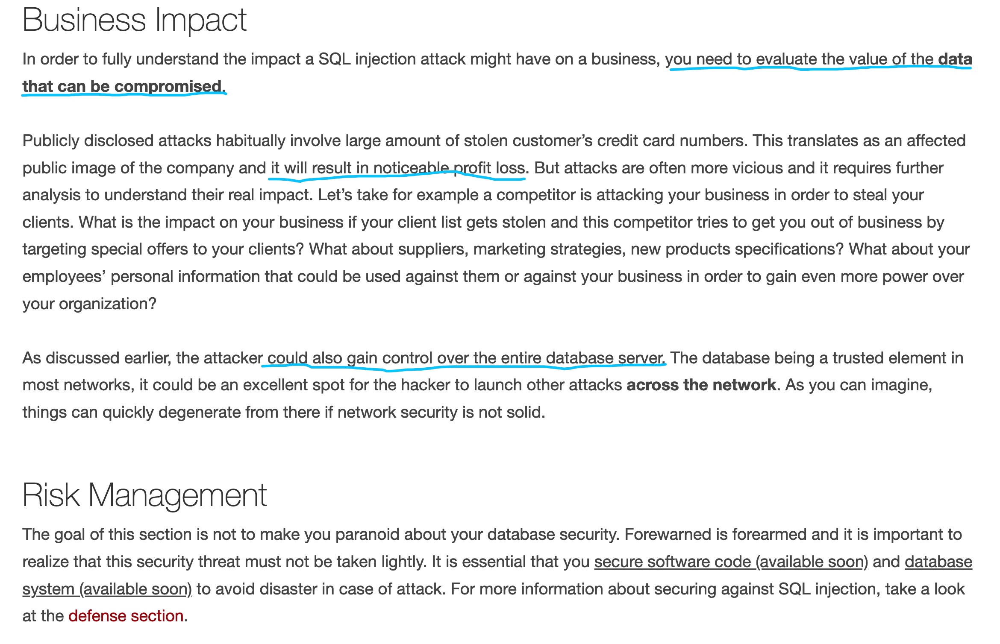 Business Impact
In order to fully understand the impact a SQL injection attack might have on a business, you need to evaluate the value of the data
that can be compromised.
Publicly disclosed attacks habitually involve large amount of stolen customer’s credit card numbers. This translates as an affected
public image of the company and it will result in noticeable profit loss. But attacks are often more vicious and it requires further
analysis to understand their real impact. Let’s take for example a competitor is attacking your business in order to steal your
clients. What is the impact on your business if your client list gets stolen and this competitor tries to get you out of business by
targeting special offers to your clients? What about suppliers, marketing strategies, new products specifications? What about your
employees’ personal information that could be used against them or against your business in order to gain even more power over
your organization?
As discussed earlier, the attacker could also gain control over the entire database server. The database being a trusted element in
most networks, it could be an excellent spot for the hacker to launch other attacks across the network. As you can imagine,
things can quickly degenerate from there if network security is not solid.
Risk Management
The goal of this section is not to make you paranoid about your database security. Forewarned is forearmed and it is important to
realize that this security threat must not be taken lightly. It is essential that you secure software code (available soon) and database
system (available soon) to avoid disaster in case of attack. For more information about securing against SQL injection, take a look
at the defense section.